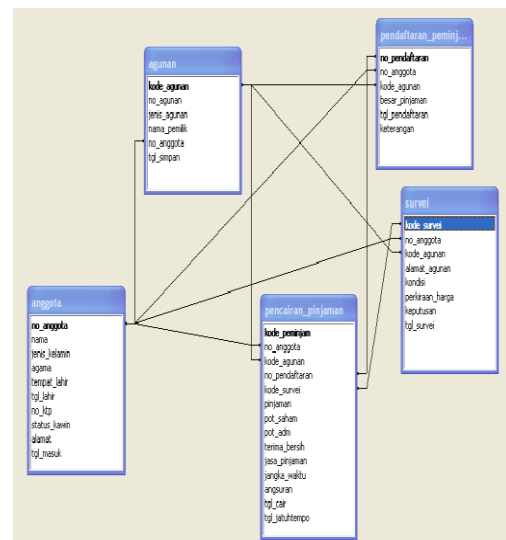 pendaftaran_peminj...
no_pendaftaran
no_anggota
kode_agunan
besar_pinjaman
tgl_pendaftaran
keterangan
agunan
kode_agunan
no_agunan
jenis_agunan
nama_pemilik
no_anggota
tgl_simpan
survei
kode_survei
no_anggota
kode_agunan
alamat_agunan
kondisi
perkiraan_harga
keputusan
tgl_survei
anggota
no_anggota
nama
jenis_kelamin
agama
tempat_lahir
tgl_lahir
no_ktp
status_kawin
alamat
tgl_masuk
pencairan_pinjaman
kode_peminjam
no_anggota
kode_agunan
no_pendaftaran
kode_survei
pinjaman
pot_saham
pot_adm
terima_bersih
jasa_pinjaman
jangka_waktu
angsuran
tgl_cair
tgl_jatuhtempo